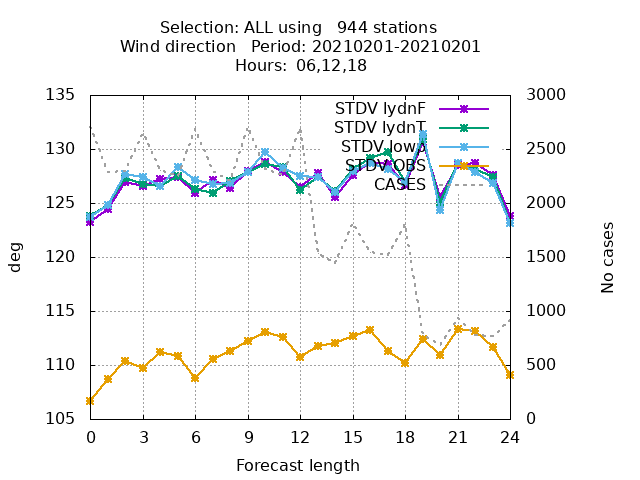 Selection: ALL using   944 stations
Wind direction   Period: 20210201-20210201
Hours:  06,12,18
135
130
125
120
115
110
105
3000
2500
2000
1500
1000
500
0
STDV lydnF
STDV lydnT
STDV low3
STDV OBS
CASES
deg
No cases
0 3 6 9 12 15 18 21 24
Forecast length